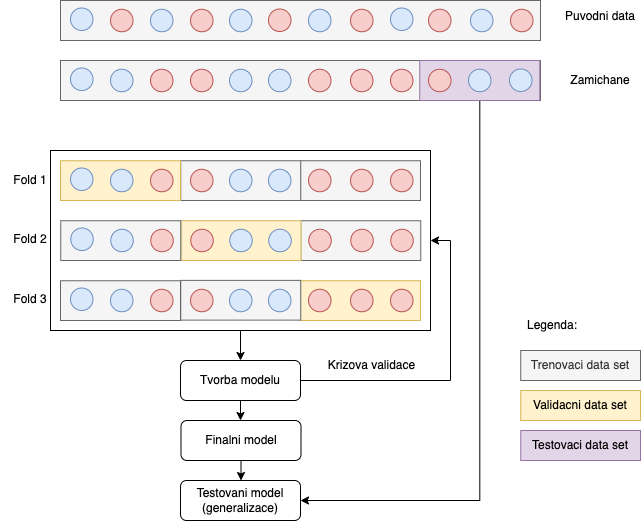 Puvodni data
Zamichane
Fold 1
Fold 2
Fold 3
Tvorba modelu
Krizova validace
Finalni model
Testovani model
(generalizace)
Legenda:
Trenovaci data set
Validacni data set
Testovaci data set